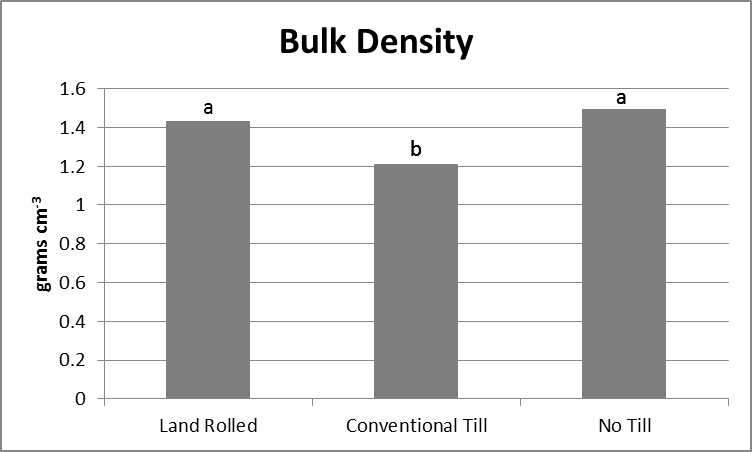 Bulk Density
grams cm-3
1.6
1.4
1.2
1
0.8
0.6
0.4
0.2
0
a
b
a
Land Rolled
Conventional Till
No Till